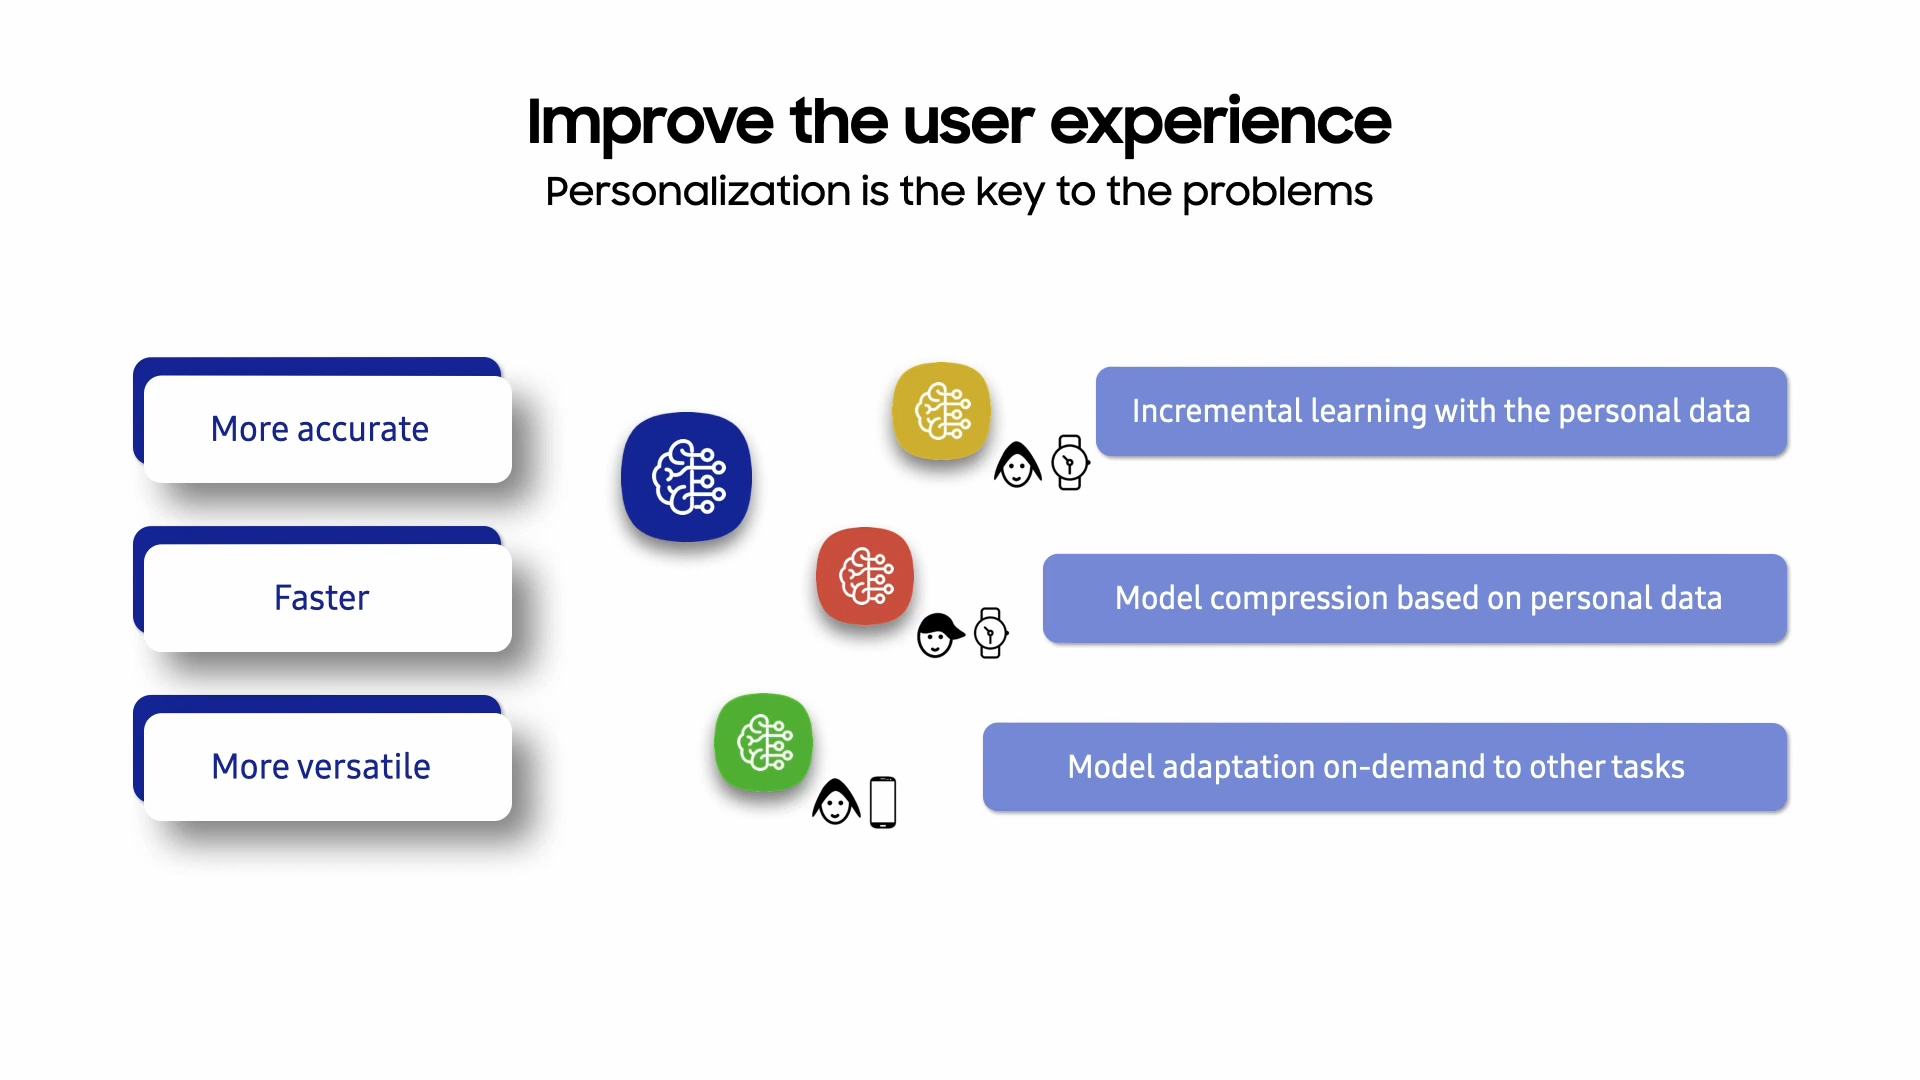 Improve the user experience
Personalization is the key to the problems
More accurate
Incremental learning with the personal data
Faster
Model compression based on personal data
More versatile
Model adaptation on-demand to other tasks